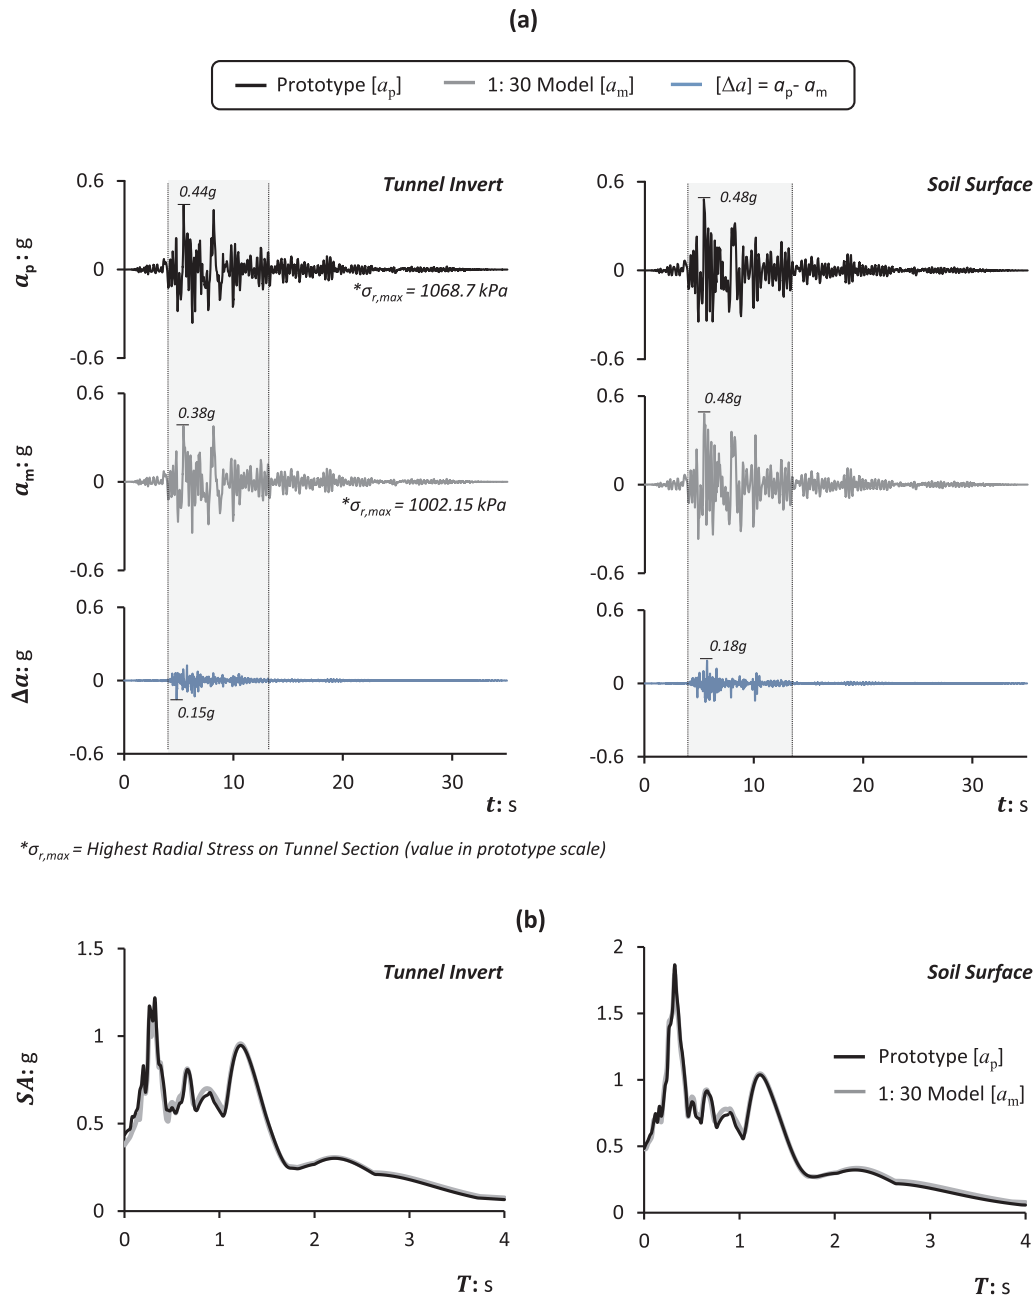 (a)
Prototype [aₚ]
1: 30 Model [aₘ]
[Δa] = aₚ- aₘ
Tunnel Invert
0.6
0
-0.6
aₚ: g
0.44g
*σr,max = 1068.7 kPa
Soil Surface
0.6
0
-0.6
0.48g
0.6
0
-0.6
aₘ: g
0.38g
*σr,max = 1002.15 kPa
0.6
0
-0.6
0.48g
0.6
0
-0.6
Δa: g
0.15g
0 10 20 30
t: s
0.6
0
-0.6
0.18g
0 10 20 30
t: s
*σr,max = Highest Radial Stress on Tunnel Section (value in prototype scale)
(b)
Tunnel Invert
1.5
1
0.5
0
SA: g
0 1 2 3 4
T: s
Soil Surface
2
1.5
1
0.5
0
Prototype [aₚ]
1: 30 Model [aₘ]
0 1 2 3 4
T: s